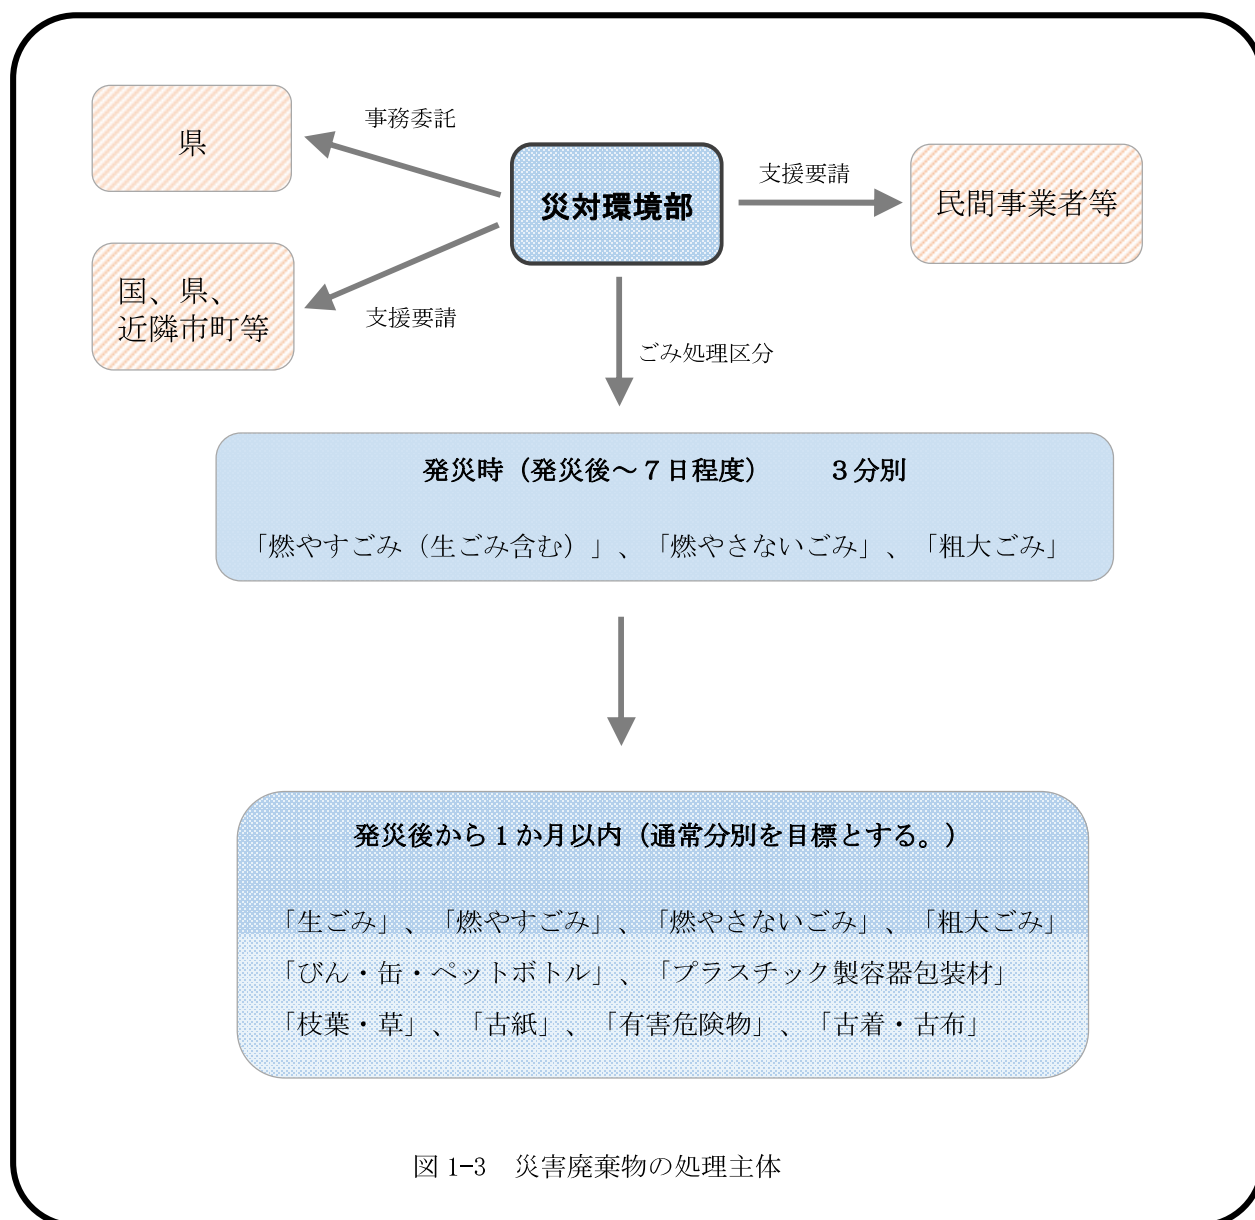 県
事務委託
災対環境部
支援要請
民間事業者等
国、県、
近隣市町等
支援要請
ごみ処理区分
発災時（発災後～７日程度）　　３分別
「燃やすごみ（生ごみ含む）」、「燃やさないごみ」、「粗大ごみ」
発災後から１か月以内（通常分別を目標とする。）
「生ごみ」、「燃やすごみ」、「燃やさないごみ」、「粗大ごみ」
「びん・缶・ペットボトル」、「プラスチック製容器包装材」
「枝葉・草」、「古紙」、「有害危険物」、「古着・古布」
図 1-3　災害廃棄物の処理主体